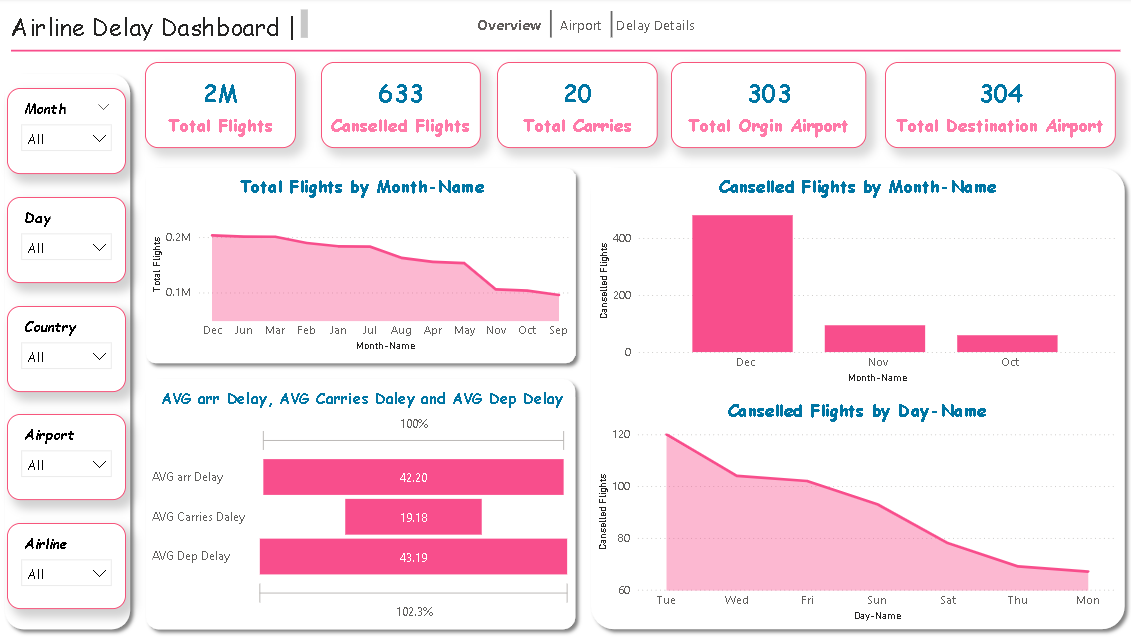 Airline Delay Dashboard |
Overview | Airport | Delay Details
Month
All
Day
All
Country
All
Airport
All
Airline
All
2M
Total Flights
633
Canselled Flights
20
Total Carries
303
Total Orgin Airport
304
Total Destination Airport
Total Flights by Month-Name
Total Flights
0.2M
0.1M
Dec Jun Mar Feb Jan Jul Aug Apr May Nov Oct Sep
Month-Name
AVG arr Delay, AVG Carries Daley and AVG Dep Delay
100%
AVG arr Delay 42.20
AVG Carries Daley 19.18
AVG Dep Delay 43.19
102.3%
Canselled Flights by Month-Name
Canselled Flights
400
200
0
Dec Nov Oct
Month-Name
Canselled Flights by Day-Name
Canselled Flights
120
100
80
60
Tue Wed Fri Sun Sat Thu Mon
Day-Name